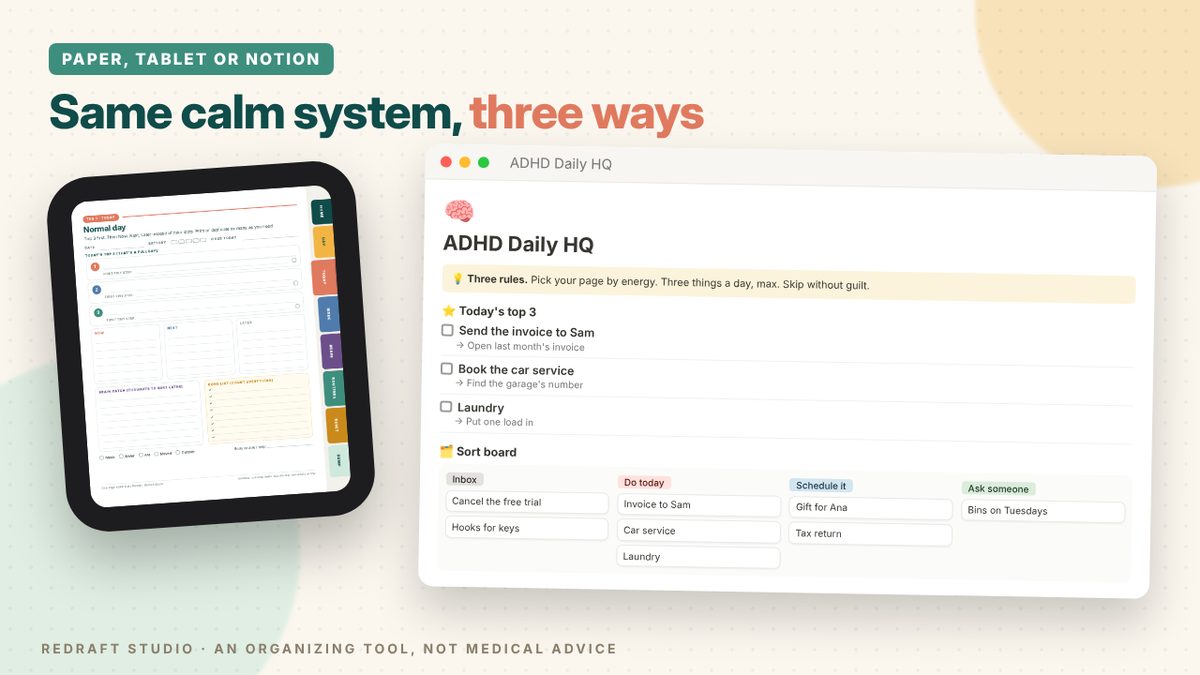 PAPER, TABLET OR NOTION
Same calm system, three ways
Normal day
TODAY'S TOP 3
NOW
NEXT
LATER
ADHD Daily HQ
ADHD Daily HQ
💡 Three rules. Pick your page by energy. Three things a day, max. Skip without guilt.
⭐ Today's top 3
Send the invoice to Sam
→ Open last month's invoice
Book the car service
→ Find the garage's number
Laundry
→ Put one load in
🗂️ Sort board
Inbox
Cancel the free trial
Hooks for keys
Do today
Invoice to Sam
Car service
Laundry
Schedule it
Gift for Ana
Tax return
Ask someone
Bins on Tuesdays
REDRAFT STUDIO · AN ORGANIZING TOOL, NOT MEDICAL ADVICE